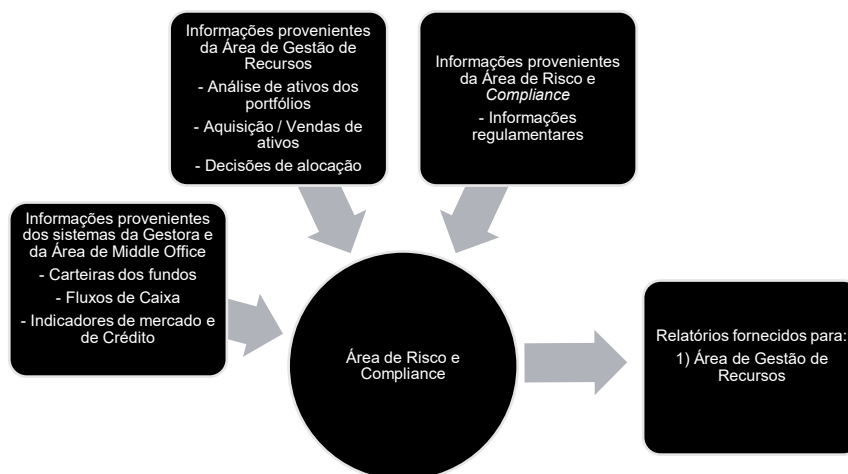 Informações provenientes
da Área de Gestão de
Recursos
- Análise de ativos dos
portfólios
- Aquisição / Vendas de
ativos
- Decisões de alocação
Informações provenientes
da Área de Risco e
Compliance
- Informações
regulamentares
Informações provenientes
dos sistemas da Gestora e
da Área de Middle Office
- Carteiras dos fundos
- Fluxos de Caixa
- Indicadores de mercado e
de Crédito
Área de Risco e
Compliance
Relatórios fornecidos para:
1) Área de Gestão de
Recursos